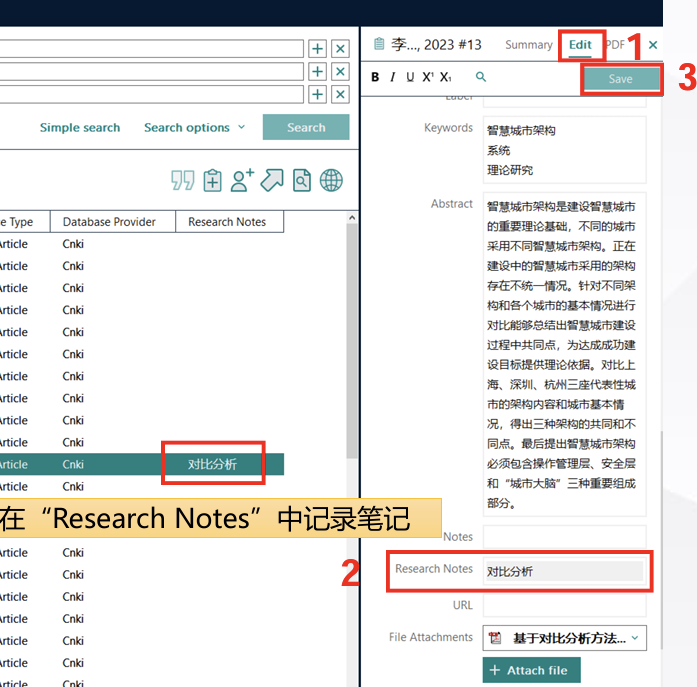 李..., 2023 #13
Summary
Edit
PDF
1
B I U X¹ X₁
Save
3
Simple search
Search options
Search
Label
Keywords
智慧城市架构
系统
理论研究
Abstract
智慧城市架构是建设智慧城市
的重要理论基础，不同的城市
采用不同智慧城市架构。正在
建设中的智慧城市采用的架构
存在不统一情况。针对不同架
构和各个城市的基本情况进行
对比能够总结出智慧城市建设
过程中共同点，为达成成功建
设目标提供理论依据。对比上
海、深圳、杭州三座代表性城
市的架构内容和城市基本情
况，得出三种架构的共同和不
同点。最后提出智慧城市架构
必须包含操作管理层、安全层
和“城市大脑”三种重要组成
部分。
e Type
Database Provider
Research Notes
Article Cnki
Article Cnki
Article Cnki
Article Cnki
Article Cnki
Article Cnki
Article Cnki
Article Cnki
Article Cnki
Article Cnki
Article Cnki 对比分析
Article Cnki
在“Research Notes”中记录笔记
Article Cnki
Article Cnki
Article Cnki
Article Cnki
Article Cnki
Article Cnki
Article Cnki
Notes
2
Research Notes
对比分析
URL
File Attachments
基于对比分析方法...
+ Attach file